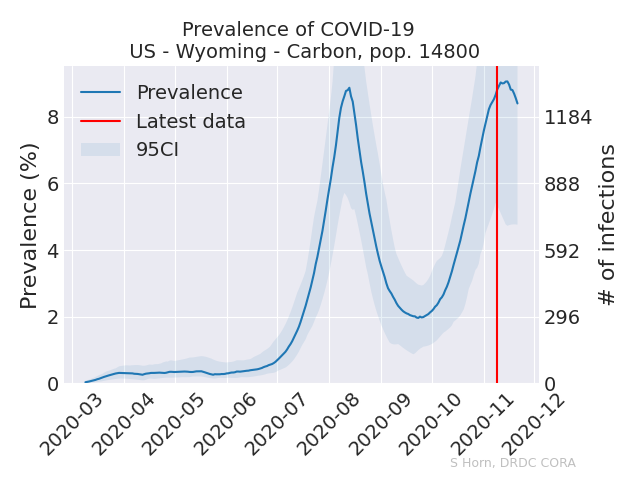 Prevalence of COVID-19
US - Wyoming - Carbon, pop. 14800
Prevalence
Latest data
95CI
Prevalence (%)
8
6
4
2
0
# of infections
1184
888
592
296
0
2020-03
2020-04
2020-05
2020-06
2020-07
2020-08
2020-09
2020-10
2020-11
2020-12
S Horn, DRDC CORA